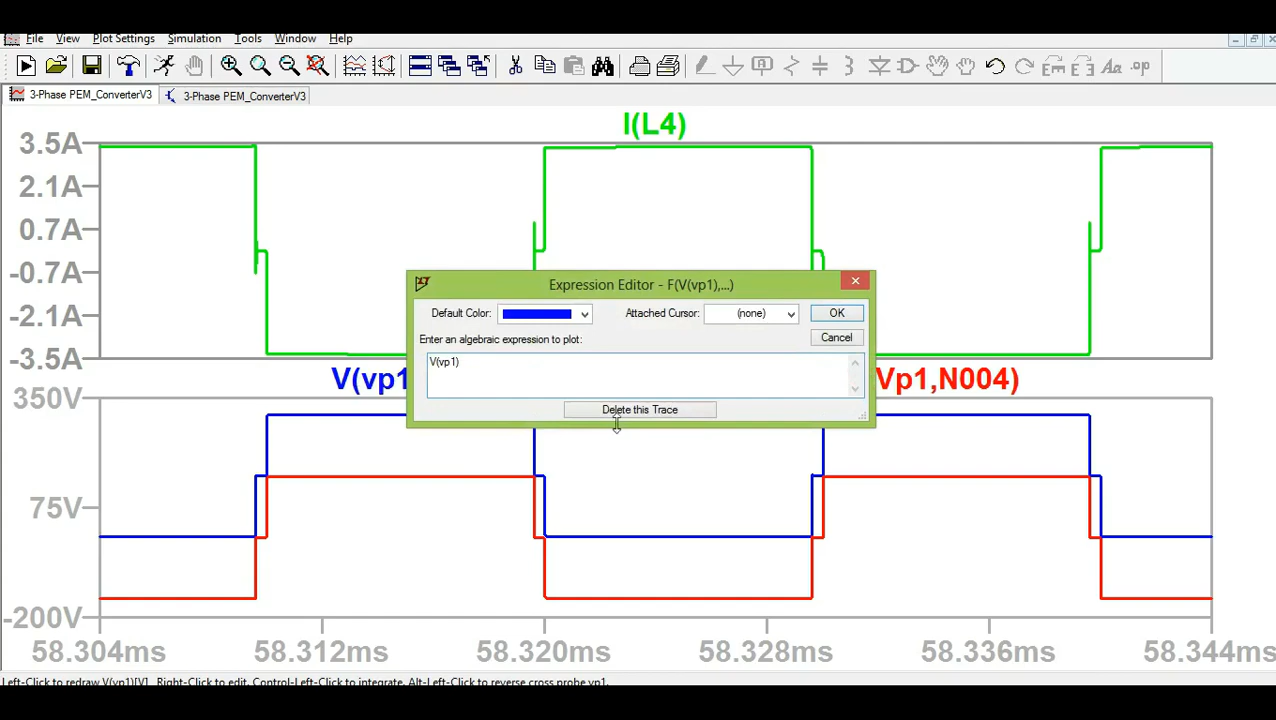 File View Plot Settings Simulation Tools Window Help
3-Phase PEM_ConverterV3 3-Phase PEM_ConverterV3
I(L4)
3.5A
2.1A
0.7A
-0.7A
-2.1A
-3.5A
Expression Editor - F(V(vp1),...)
Default Color: Attached Cursor: (none) OK
Enter an algebraic expression to plot: Cancel
V(vp1)
Delete this Trace
V(vp1 Vp1,N004)
350V
75V
-200V
58.304ms 58.312ms 58.320ms 58.328ms 58.336ms 58.344ms
Left-Click to redraw V(vp1)[V]. Right-Click to edit. Control-Left-Click to integrate. Alt-Left-Click to reverse cross probe vp1.